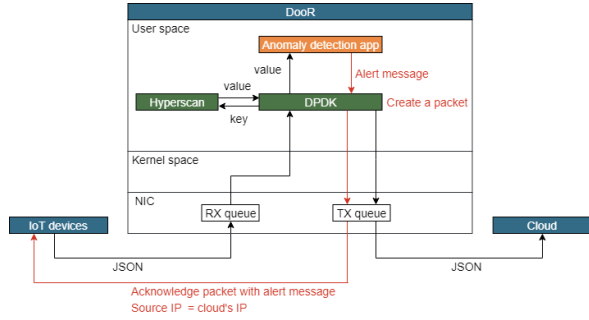 DooR
User space
Anomaly detection app
value
Alert message
Hyperscan
value
key
DPDK
Create a packet
Kernel space
NIC
RX queue
TX queue
IoT devices
Cloud
JSON
JSON
Acknowledge packet with alert message
Source IP = cloud's IP